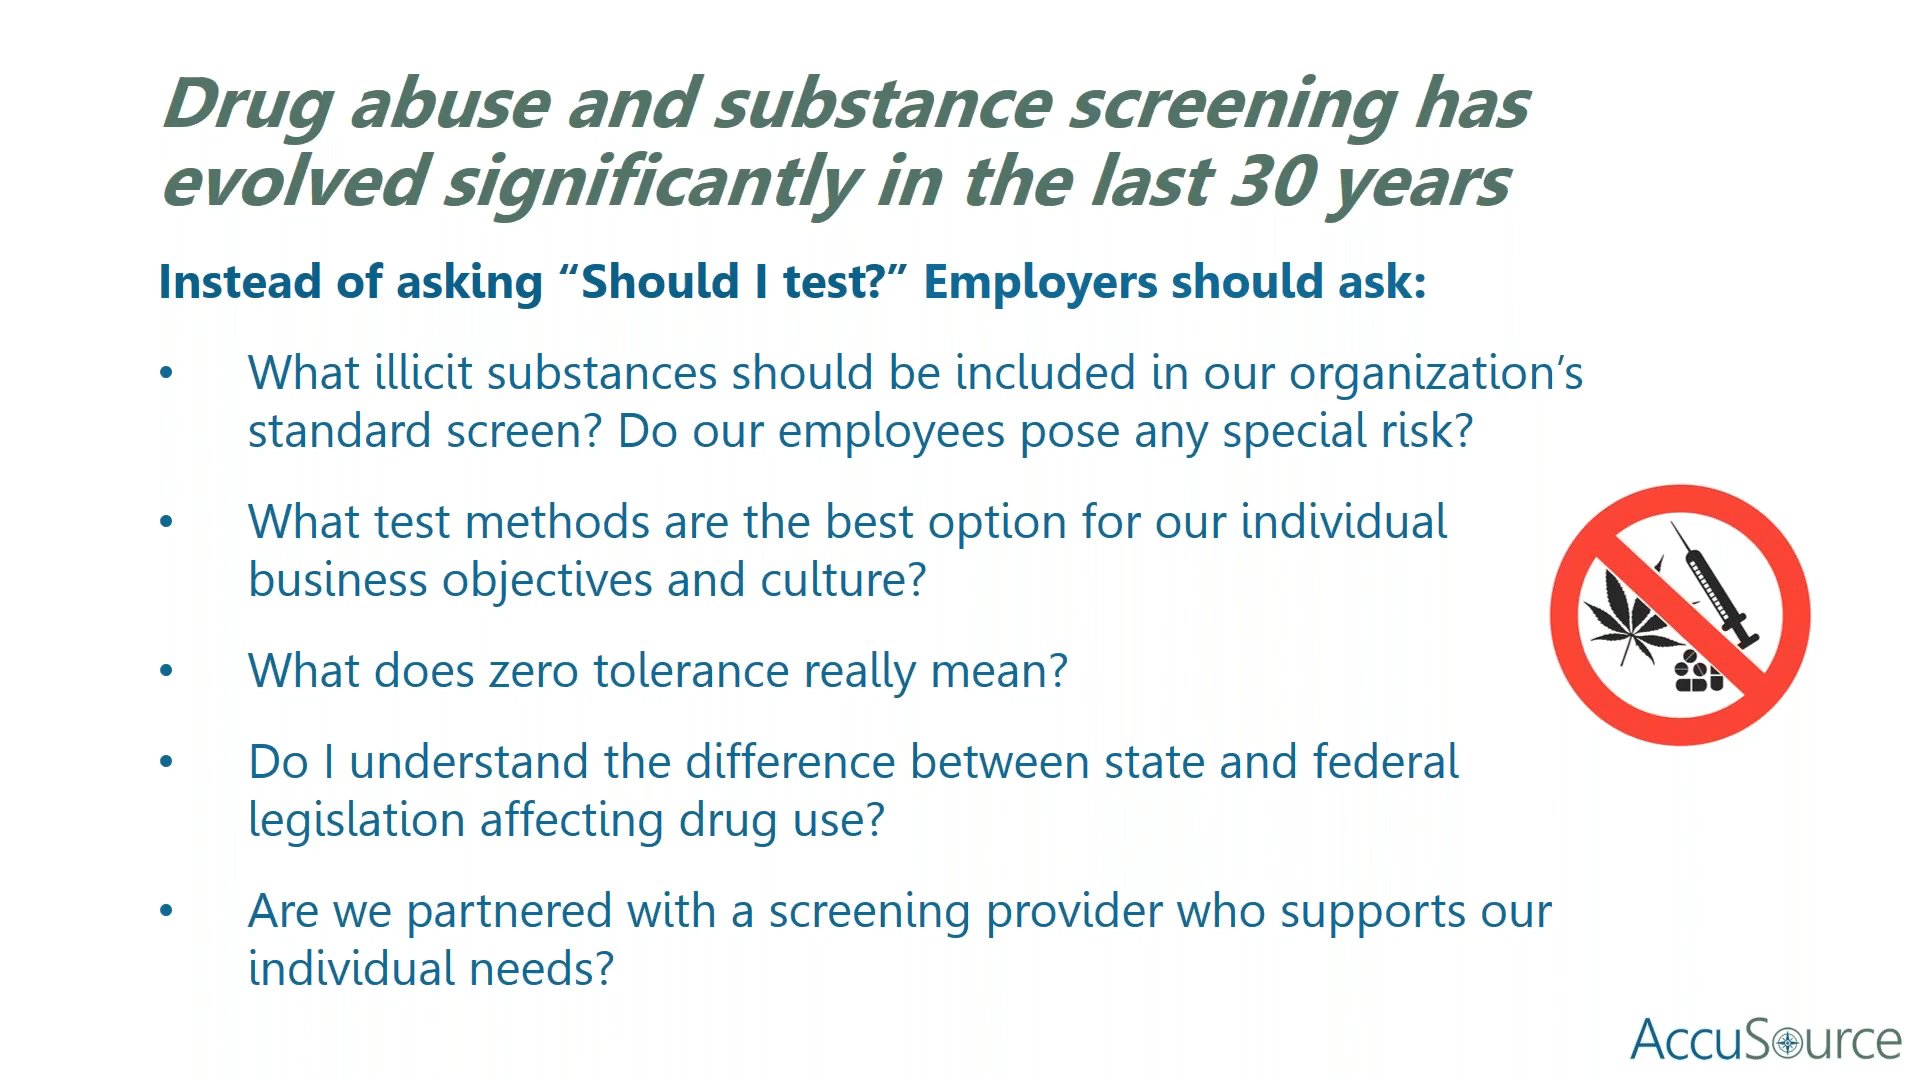 Drug abuse and substance screening has
evolved significantly in the last 30 years
Instead of asking “Should I test?” Employers should ask:
• What illicit substances should be included in our organization’s
standard screen? Do our employees pose any special risk?
• What test methods are the best option for our individual
business objectives and culture?
• What does zero tolerance really mean?
• Do I understand the difference between state and federal
legislation affecting drug use?
• Are we partnered with a screening provider who supports our
individual needs?
AccuSource